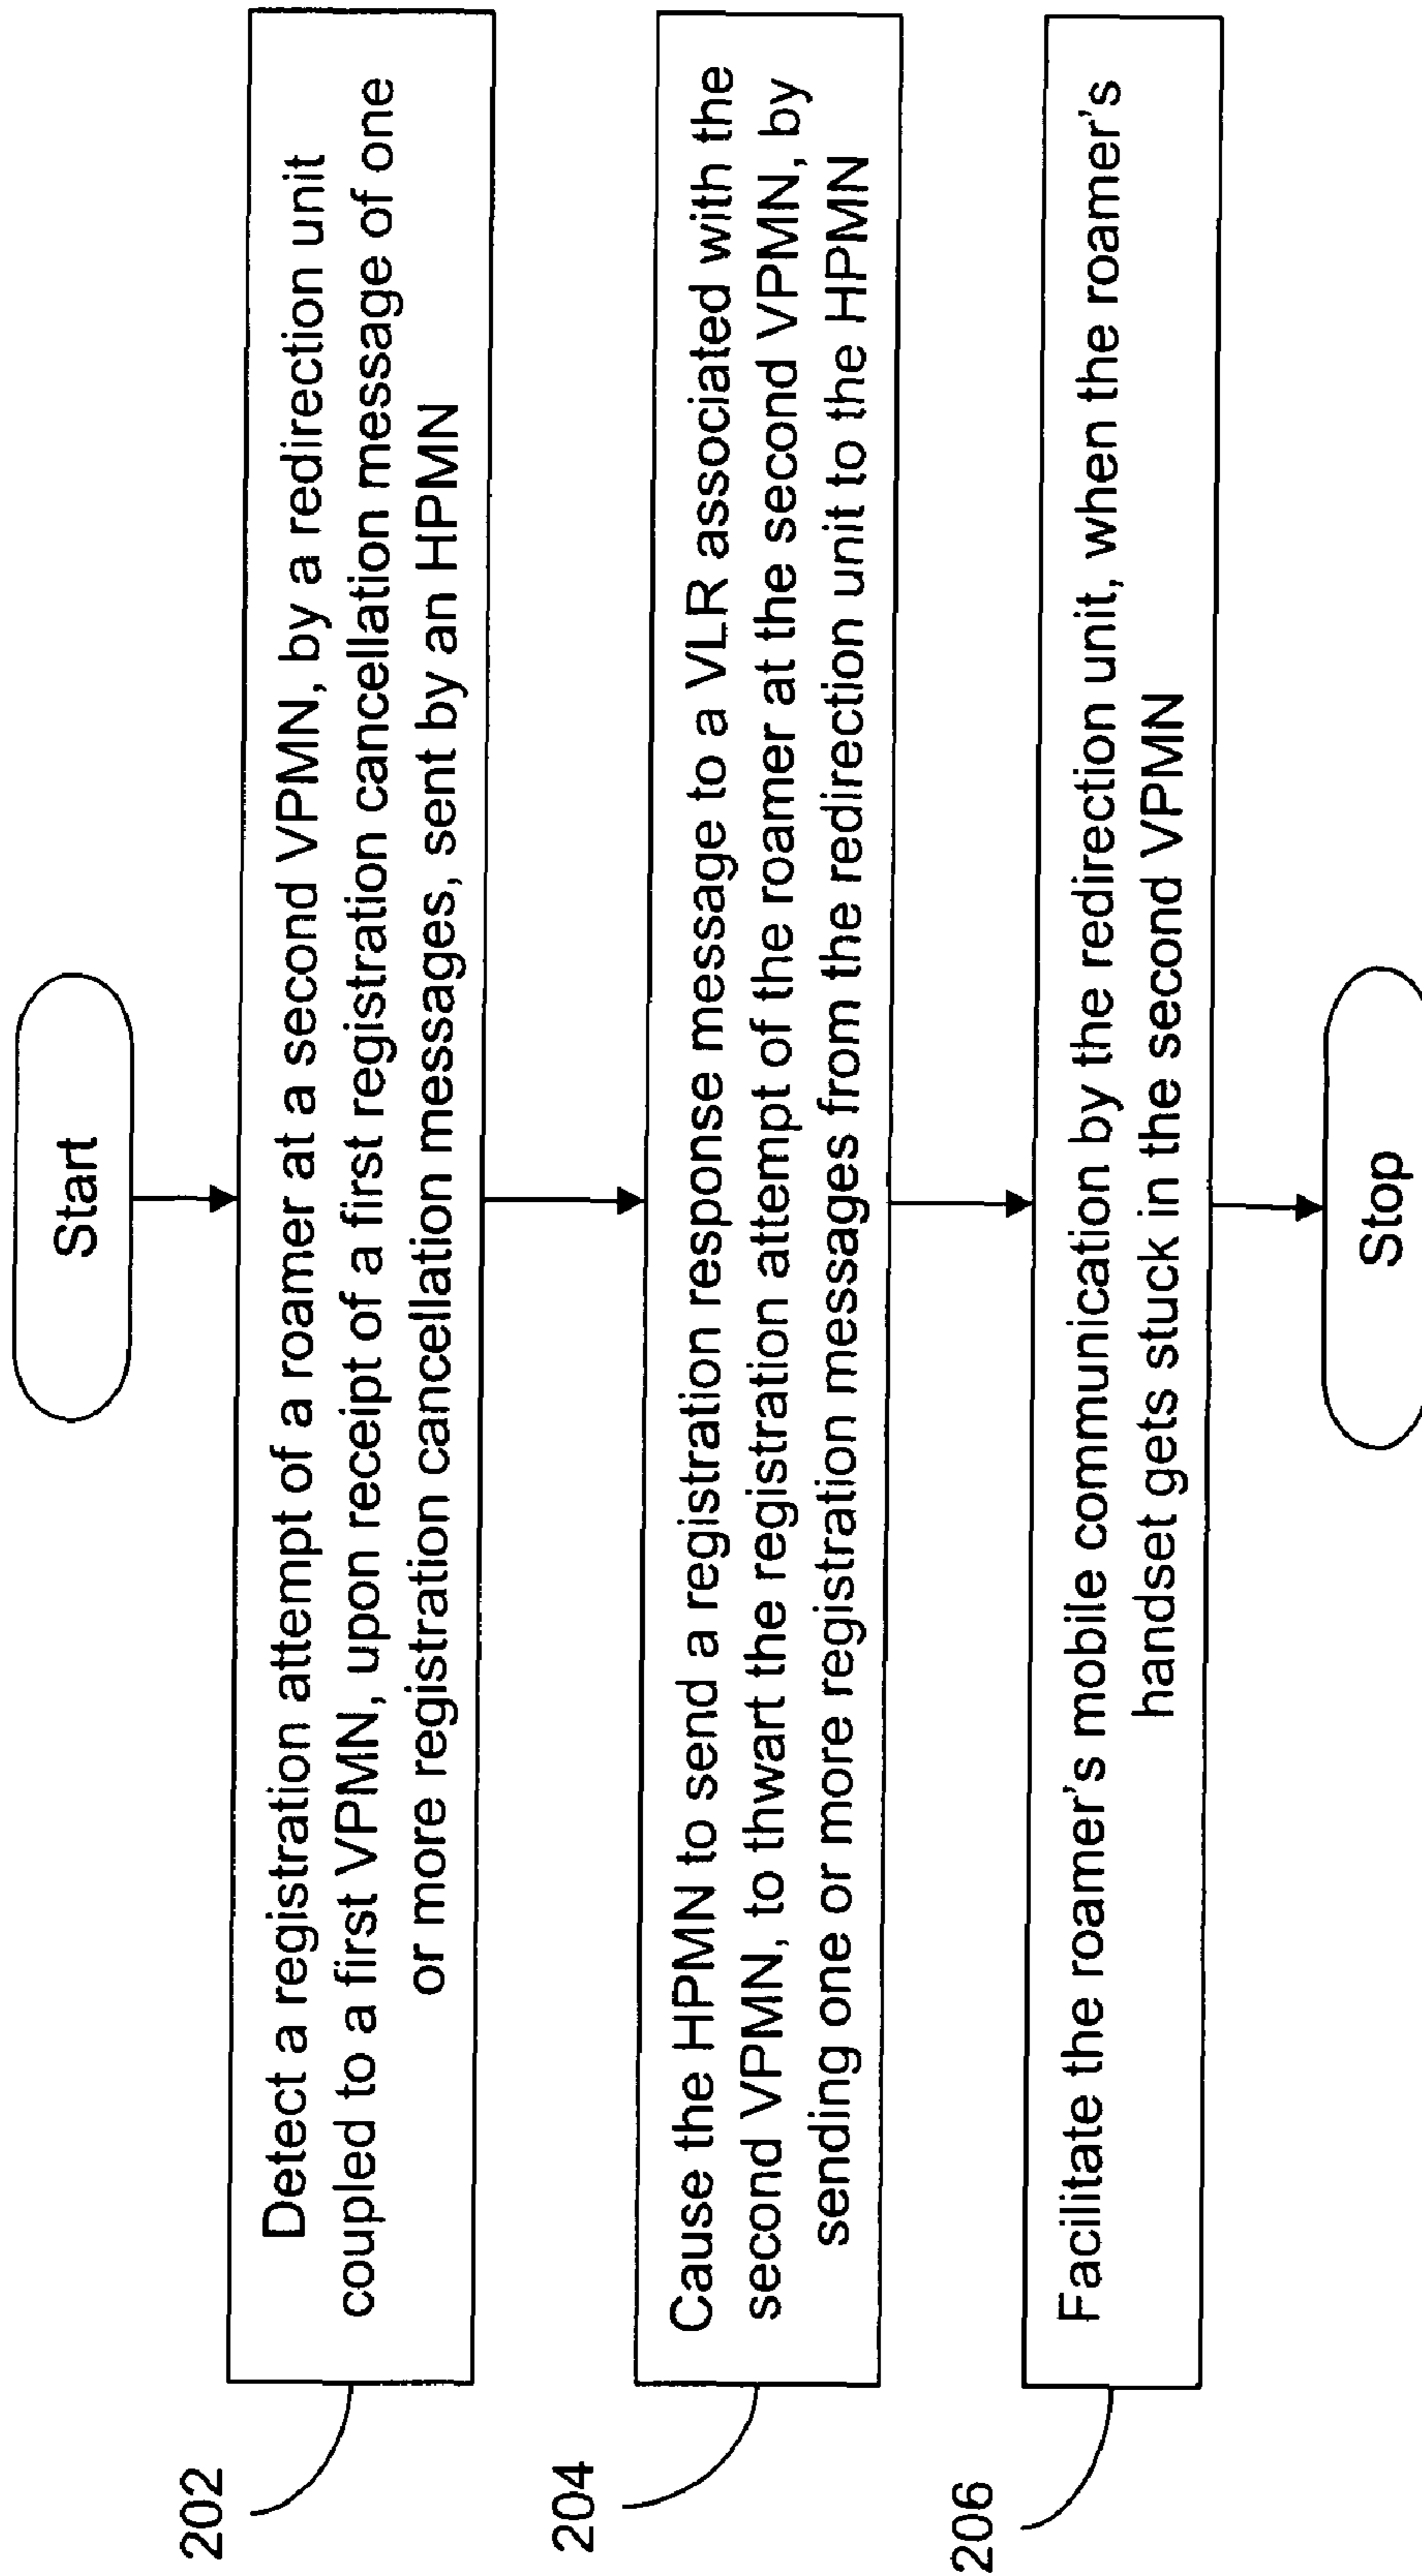 Start
202
Detect a registration attempt of a roamer at a second VPMN, by a redirection unit
coupled to a first VPMN, upon receipt of a first registration cancellation message of one
or more registration cancellation messages, sent by an HPMN
204
Cause the HPMN to send a registration response message to a VLR associated with the
second VPMN, to thwart the registration attempt of the roamer at the second VPMN, by
sending one or more registration messages from the redirection unit to the HPMN
206
Facilitate the roamer's mobile communication by the redirection unit, when the roamer's
handset gets stuck in the second VPMN
Stop